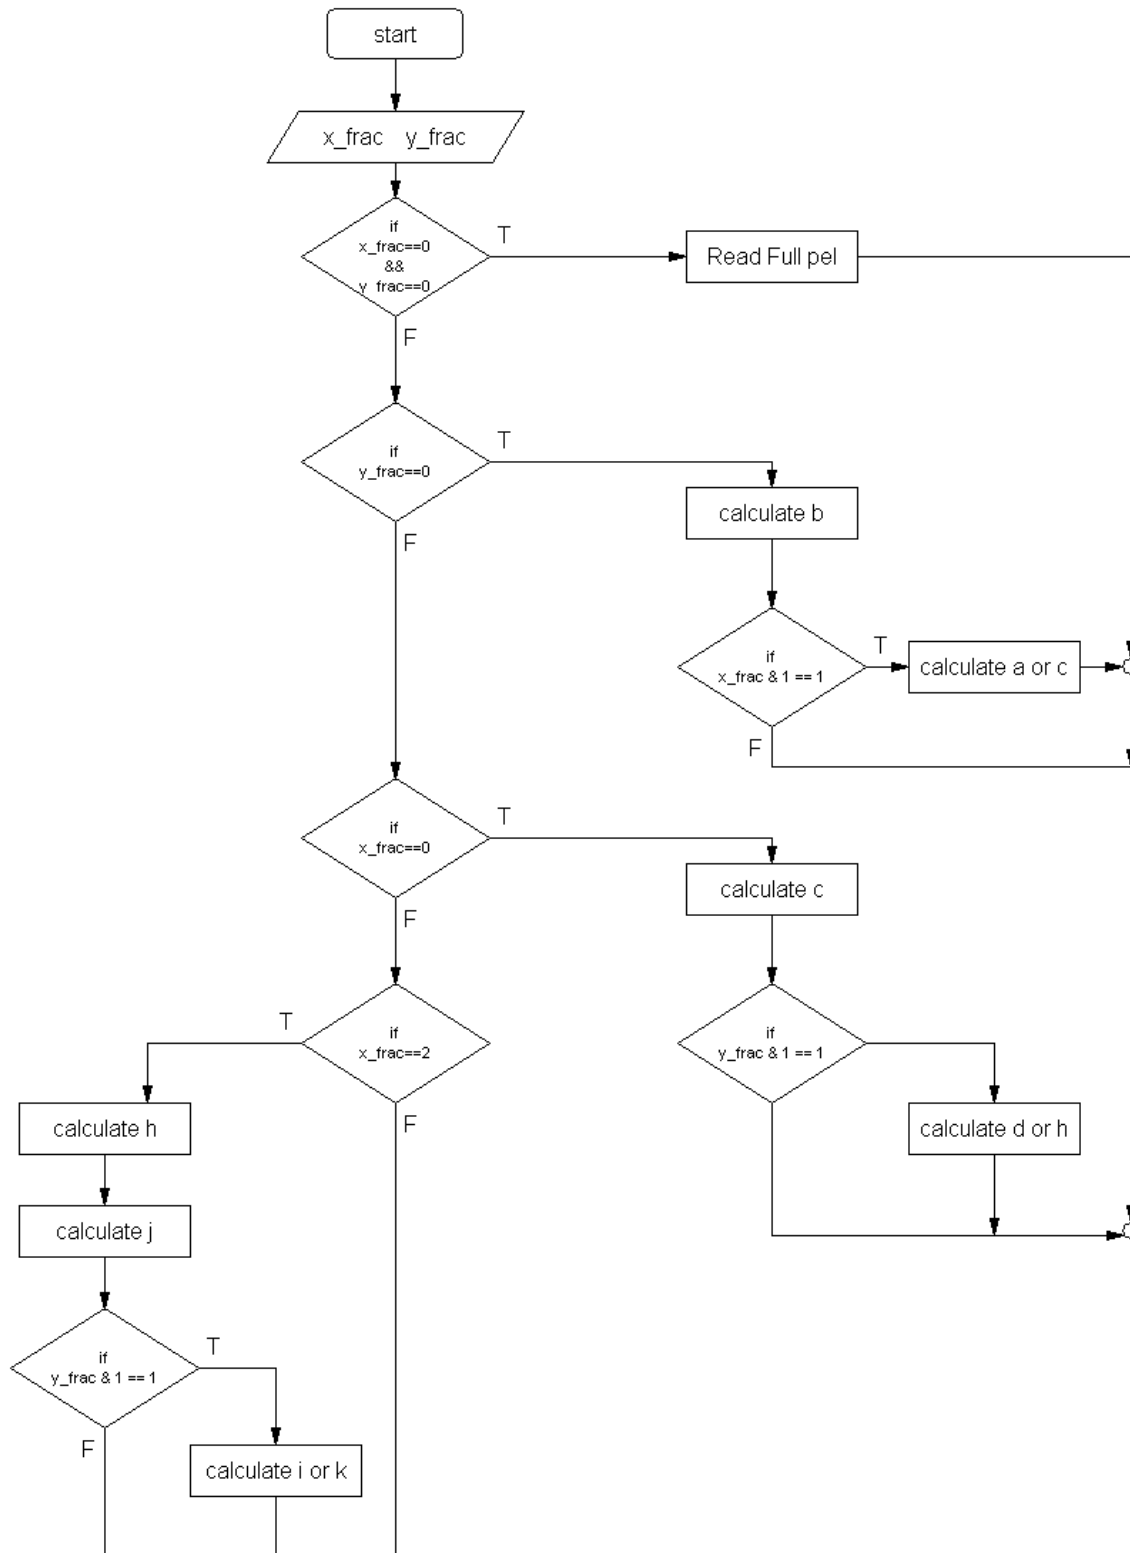 start
x_frac y_frac
if
x_frac==0
&&
y_frac==0
T
Read Full pel
F
if
y_frac==0
T
calculate b
F
if
x_frac & 1 == 1
T
calculate a or c
F
if
x_frac==0
T
calculate c
F
if
x_frac==2
T
if
y_frac & 1 == 1
calculate h
F
calculate d or h
calculate j
if
y_frac & 1 == 1
T
F
calculate i or k